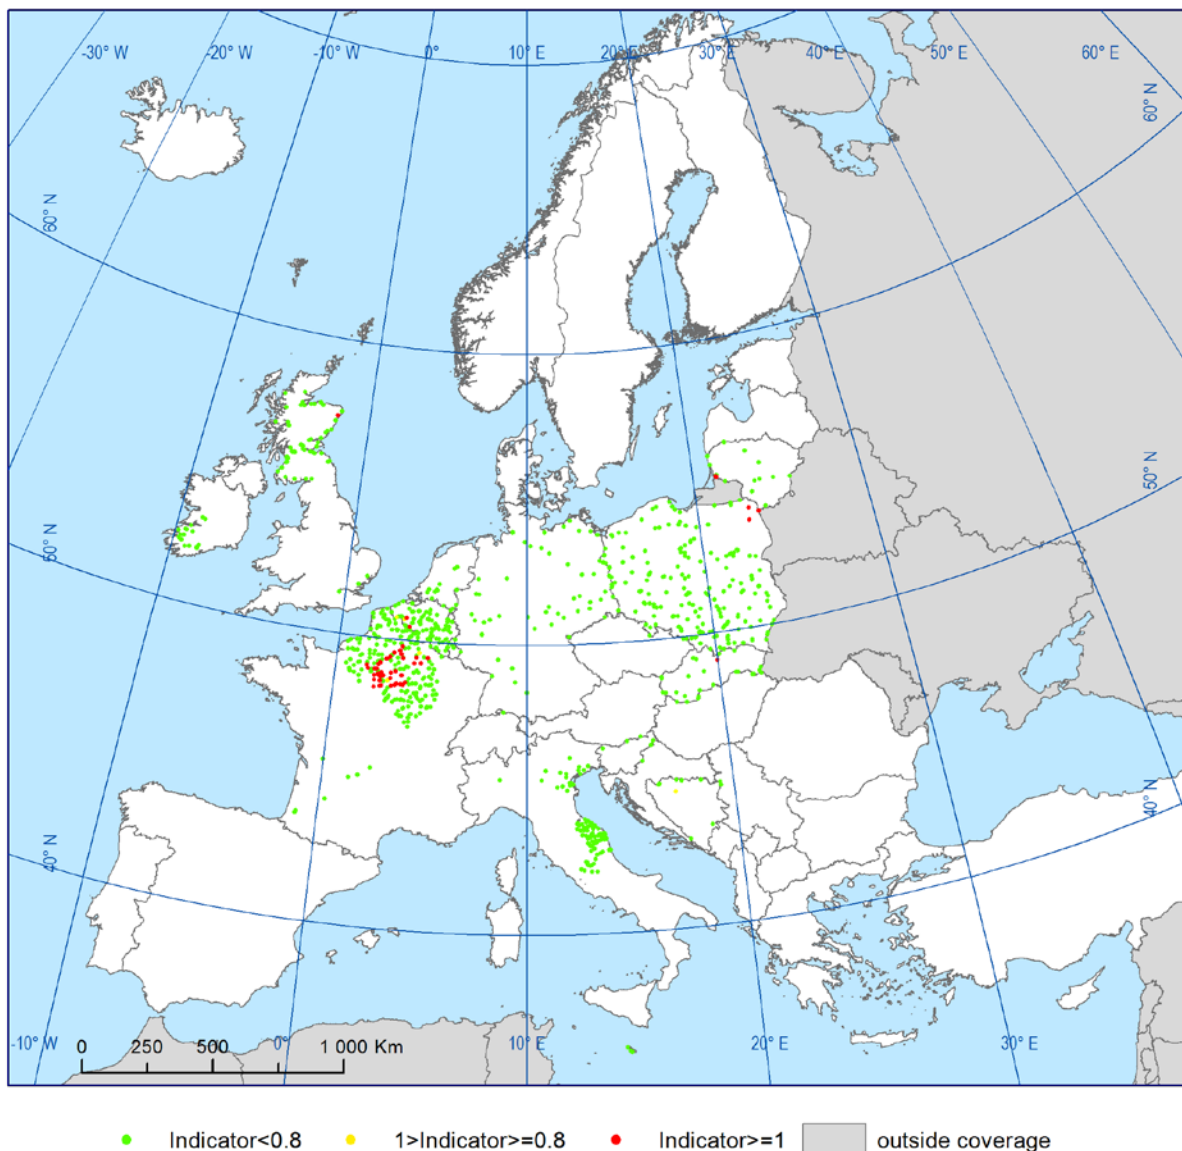 -30° W -20° W -10° W 0° 10° E 20° E 30° E 40° E 50° E 60° E
60° N 60° N
50° N 50° N
40° N 40° N
-10° W 0° 10° E 20° E 30° E
0 250 500 1 000 Km
Indicator<0.8 1>Indicator>=0.8 Indicator>=1 outside coverage